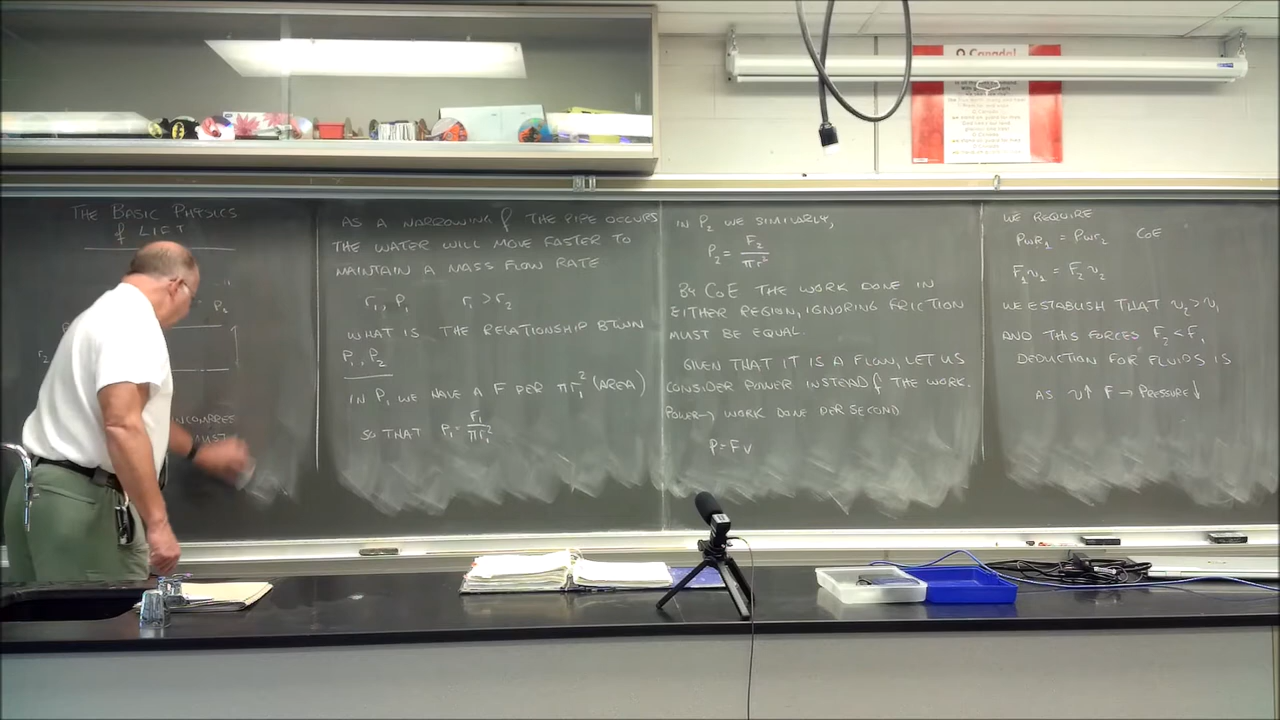 THE BASIC PHYSICS
of LIFT
r₂
P₂
INCOMPRES
MUST
AS A NARROWING of THE PIPE OCCURS
THE WATER WILL MOVE FASTER TO
MAINTAIN A MASS FLOW RATE
r₁, P₁ r₁ > r₂
WHAT IS THE RELATIONSHIP BTWN
P₁, P₂
IN P₁ WE HAVE A F PER πr₁² (AREA)
SO THAT P₁ = F₁/πr₁²
IN P₂ WE SIMILARLY,
P₂ = F₂/πr²
BY CoE THE WORK DONE IN
EITHER REGION, IGNORING FRICTION
MUST BE EQUAL.
GIVEN THAT IT IS A FLOW, LET US
CONSIDER POWER INSTEAD of THE WORK.
POWER → WORK DONE PER SECOND
P = Fv
WE REQUIRE
PwR₁ = Pwr₂ CoE
F₁v₁ = F₂v₂
WE ESTABLISH THAT v₂ > v₁
AND THIS FORCES F₂ < F₁
DEDUCTION FOR FLUIDS IS
AS v↑ F → PRESSURE↓
O Canada!